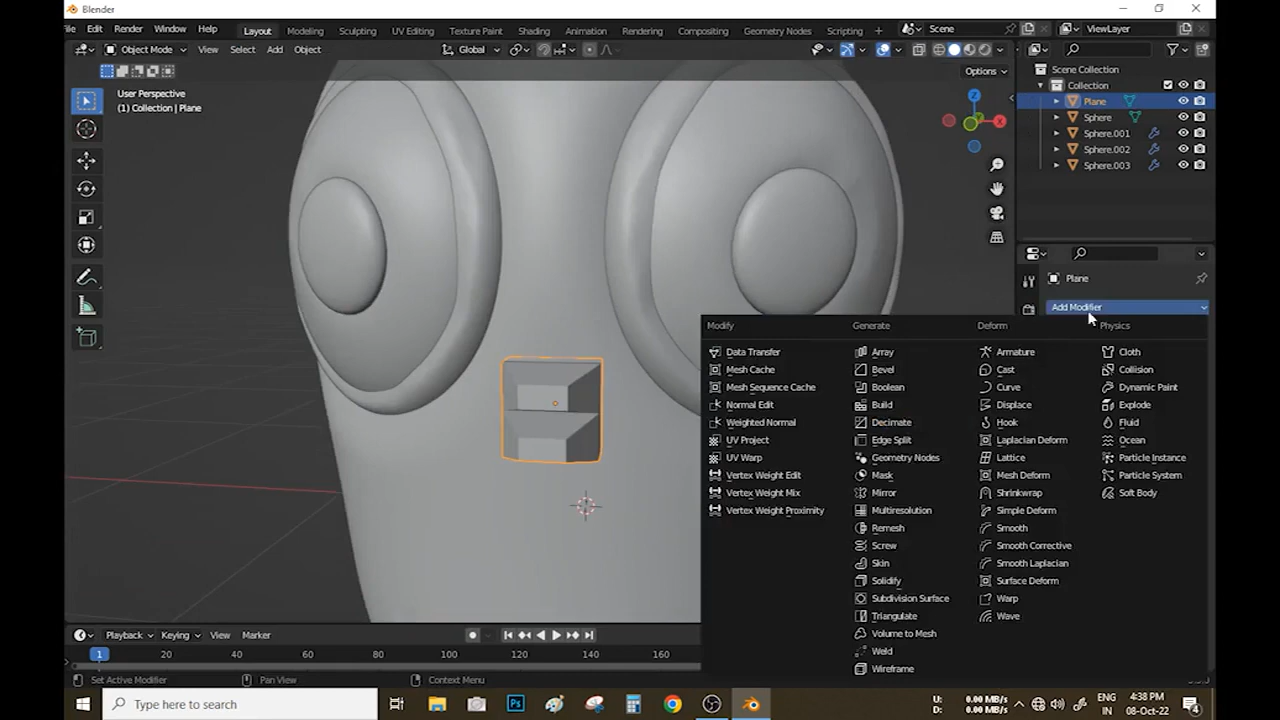 Blender
File Edit Render Window Help Layout Modeling Sculpting UV Editing Texture Paint Shading Animation Rendering Compositing Geometry Nodes Scripting Scene ViewLayer
Object Mode View Select Add Object Global
Options
User Perspective
(1) Collection | Plane
Z
X
Scene Collection
Collection
Plane
Sphere
Sphere.001
Sphere.002
Sphere.003
Plane
Add Modifier
Modify Generate Deform Physics
Data Transfer Array Armature Cloth
Mesh Cache Bevel Cast Collision
Mesh Sequence Cache Boolean Curve Dynamic Paint
Normal Edit Build Displace Explode
Weighted Normal Decimate Hook Fluid
UV Project Edge Split Laplacian Deform Ocean
UV Warp Geometry Nodes Lattice Particle Instance
Vertex Weight Edit Mask Mesh Deform Particle System
Vertex Weight Mix Mirror Shrinkwrap Soft Body
Vertex Weight Proximity Multiresolution Simple Deform
Remesh Smooth
Screw Smooth Corrective
Skin Smooth Laplacian
Solidify Surface Deform
Subdivision Surface Warp
Triangulate Wave
Volume to Mesh
Weld
Wireframe
Playback Keying View Marker
1 20 40 60 80 100 120 140 160
Set Active Modifier Pan View Context Menu
Type here to search
U: 0.00 MB/s
D: 0.00 MB/s
ENG
IN
4:38 PM
08-Oct-22